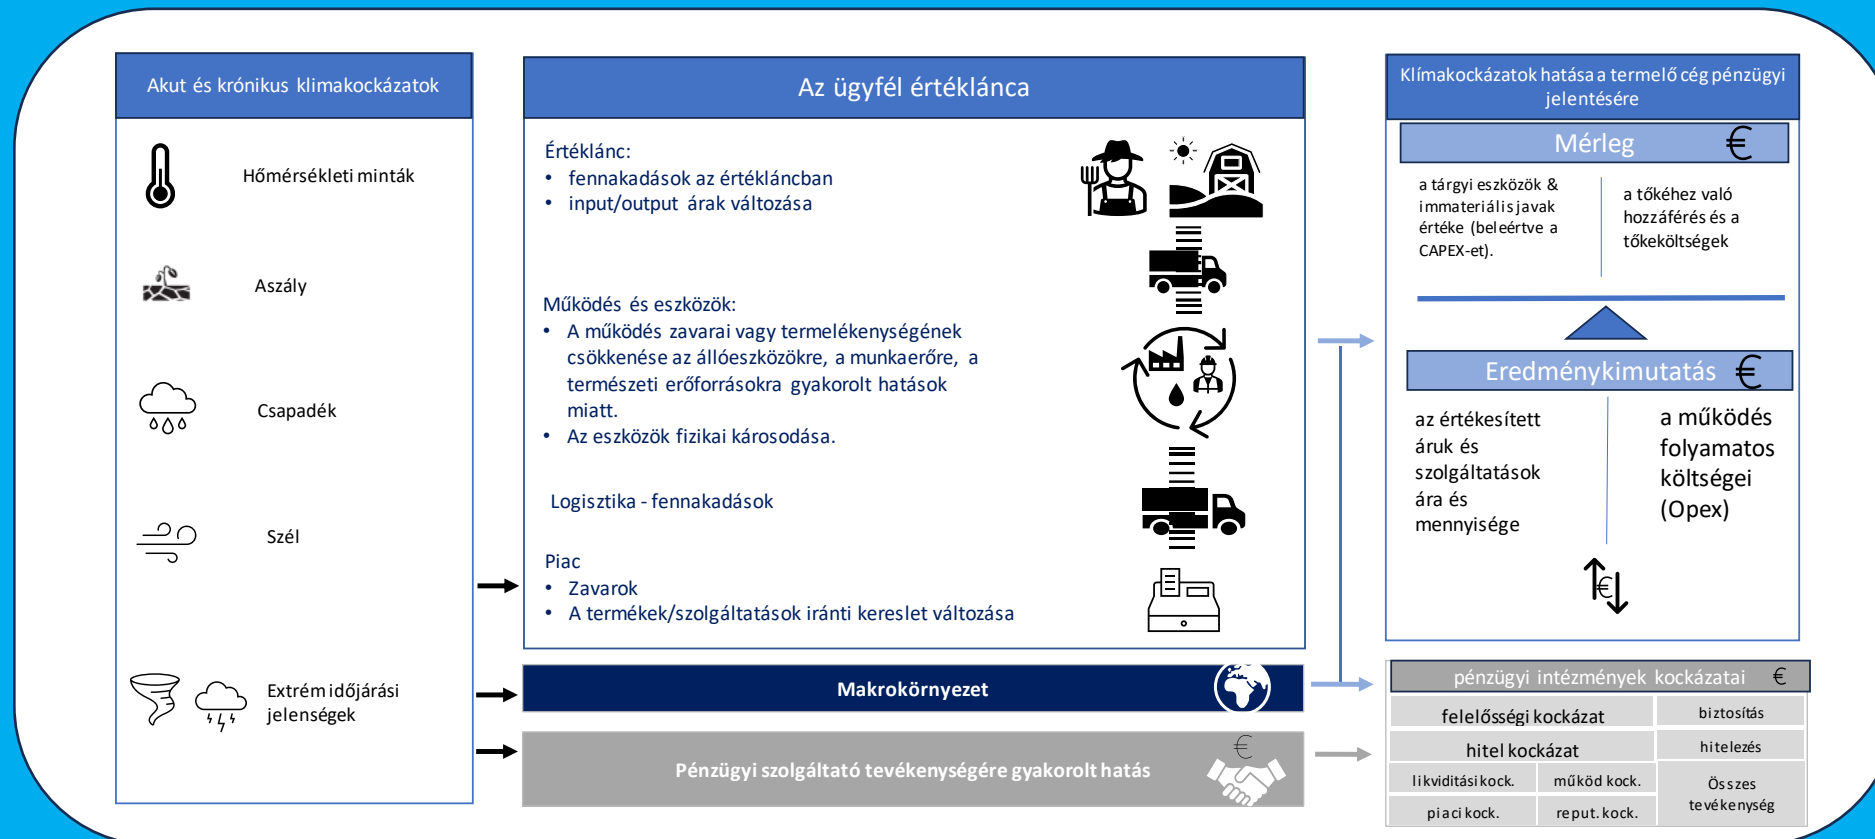 Akut és krónikus klimakockázatok
Hőmérsékleti minták
Aszály
Csapadék
Szél
Extrém időjárási
jelenségek
Az ügyfél értéklánca
Értéklánc:
• fennakadások az értékláncban
• input/output árak változása
Működés és eszközök:
• A működés zavarai vagy termelékenységének
csökkenése az állóeszközökre, a munkaerőre, a
természeti erőforrásokra gyakorolt hatások
miatt.
• Az eszközök fizikai károsodása.
Logisztika - fennakadások
Piac
• Zavarok
• A termékek/szolgáltatások iránti kereslet változása
Makrokörnyezet
€
Pénzügyi szolgáltató tevékenységére gyakorolt hatás
Klímakockázatok hatása a termelő cég pénzügyi
jelentésére
Mérleg €
a tárgyi eszközök &
immateriális javak
értéke (beleértve a
CAPEX-et).
a tőkéhez való
hozzáférés és a
tőkeköltségek
Eredménykimutatás €
az értékesített
áruk és
szolgáltatások
ára és
mennyisége
a működés
folyamatos
költségei
(Opex)
€
pénzügyi intézmények kockázatai €
felelősségi kockázat
biztosítás
hitel kockázat
hitelezés
likviditási kock.
működ kock.
Összes
tevékenység
piaci kock.
reput. kock.